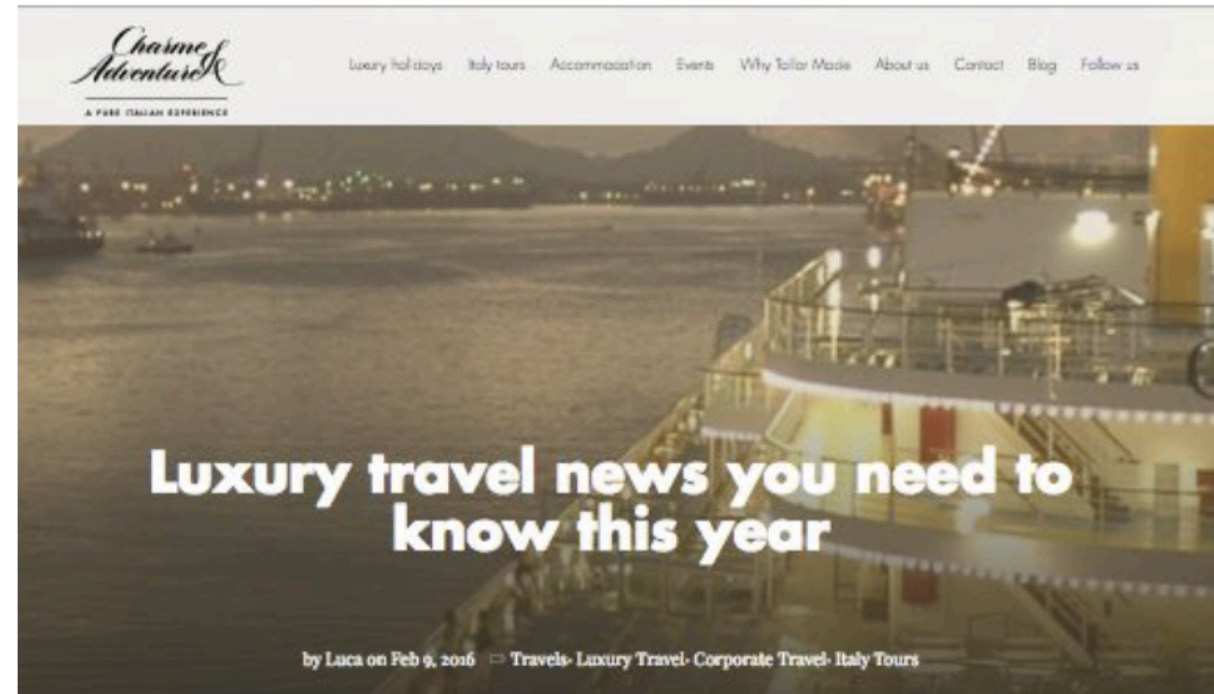 Charme &
Adventure
A PURE ITALIAN EXPERIENCE
Luxury holidays Italy tours Accommodation Events Why Tailor Made About us Contact Blog Follow us
Luxury travel news you need to
know this year
by Luca on Feb 9, 2016 Travels• Luxury Travel• Corporate Travel• Italy Tours